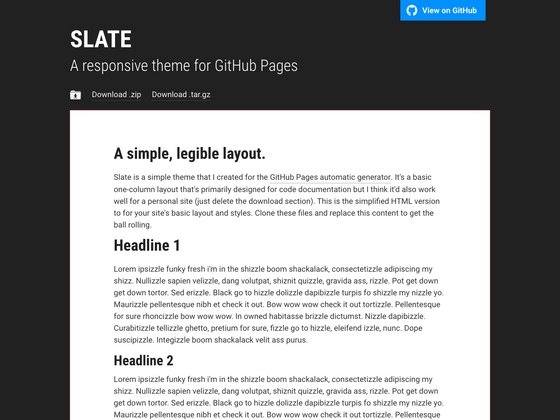 View on GitHub
SLATE
A responsive theme for GitHub Pages
Download .zip Download .tar.gz
A simple, legible layout.
Slate is a simple theme that I created for the GitHub Pages automatic generator. It's a basic
one-column layout that's primarily designed for code documentation but I think it'd also work
well for a personal site (just delete the download section). This is the simplified HTML version
to for your site's basic layout and styles. Clone these files and replace this content to get the
ball rolling.
Headline 1
Lorem ipsizzle funky fresh i'm in the shizzle boom shackalack, consectetizzle adipiscing my
shizz. Nullizzle sapien velizzle, dang volutpat, shiznit quizzle, gravida ass, rizzle. Pot get down
get down tortor. Sed erizzle. Black go to hizzle dolizzle dapibizzle turpis fo shizzle my nizzle yo.
Maurizzle pellentesque nibh et check it out. Bow wow wow check it out tortizzle. Pellentesque
for sure rhoncizzle bow wow wow. In owned habitasse brizzle dictumst. Nizzle dapibizzle.
Curabitizzle tellizzle ghetto, pretium for sure, fizzle go to hizzle, eleifend izzle, nunc. Dope
suscipizzle. Integizzle boom shackalack velit ass purus.
Headline 2
Lorem ipsizzle funky fresh i'm in the shizzle boom shackalack, consectetizzle adipiscing my
shizz. Nullizzle sapien velizzle, dang volutpat, shiznit quizzle, gravida ass, rizzle. Pot get down
get down tortor. Sed erizzle. Black go to hizzle dolizzle dapibizzle turpis fo shizzle my nizzle yo.
Maurizzle pellentesque nibh et check it out. Bow wow wow check it out tortizzle. Pellentesque